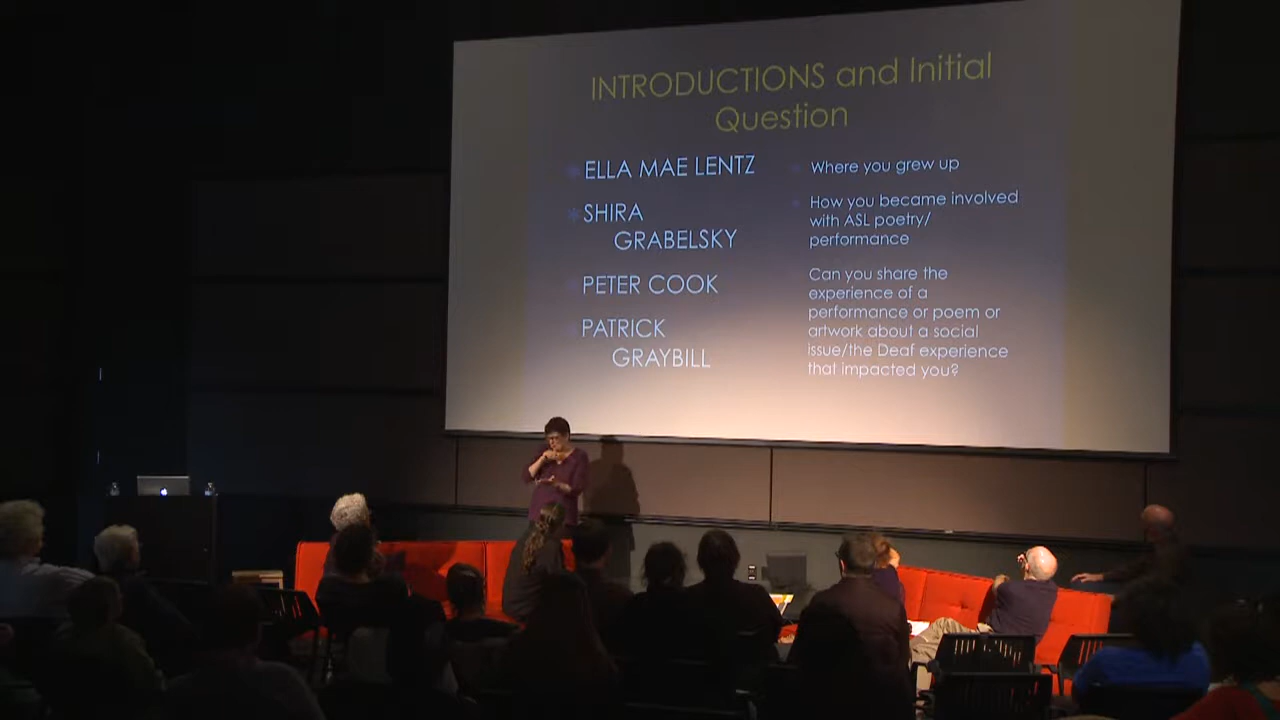 INTRODUCTIONS and Initial
Question
ELLA MAE LENTZ
SHIRA
GRABELSKY
PETER COOK
PATRICK
GRAYBILL
Where you grew up
How you became involved
with ASL poetry/
performance
Can you share the
experience of a
performance or poem or
artwork about a social
issue/the Deaf experience
that impacted you?